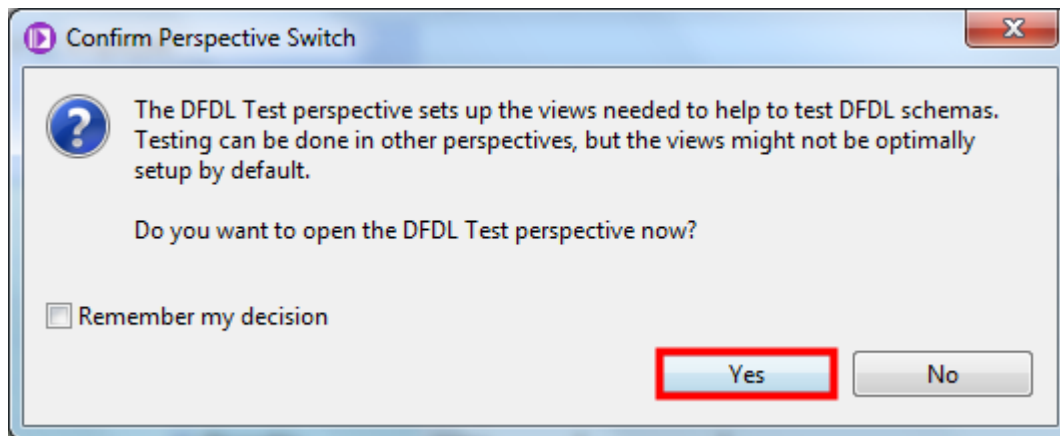 Confirm Perspective Switch
The DFDL Test perspective sets up the views needed to help to test DFDL schemas.
Testing can be done in other perspectives, but the views might not be optimally
setup by default.
Do you want to open the DFDL Test perspective now?
Remember my decision
Yes
No